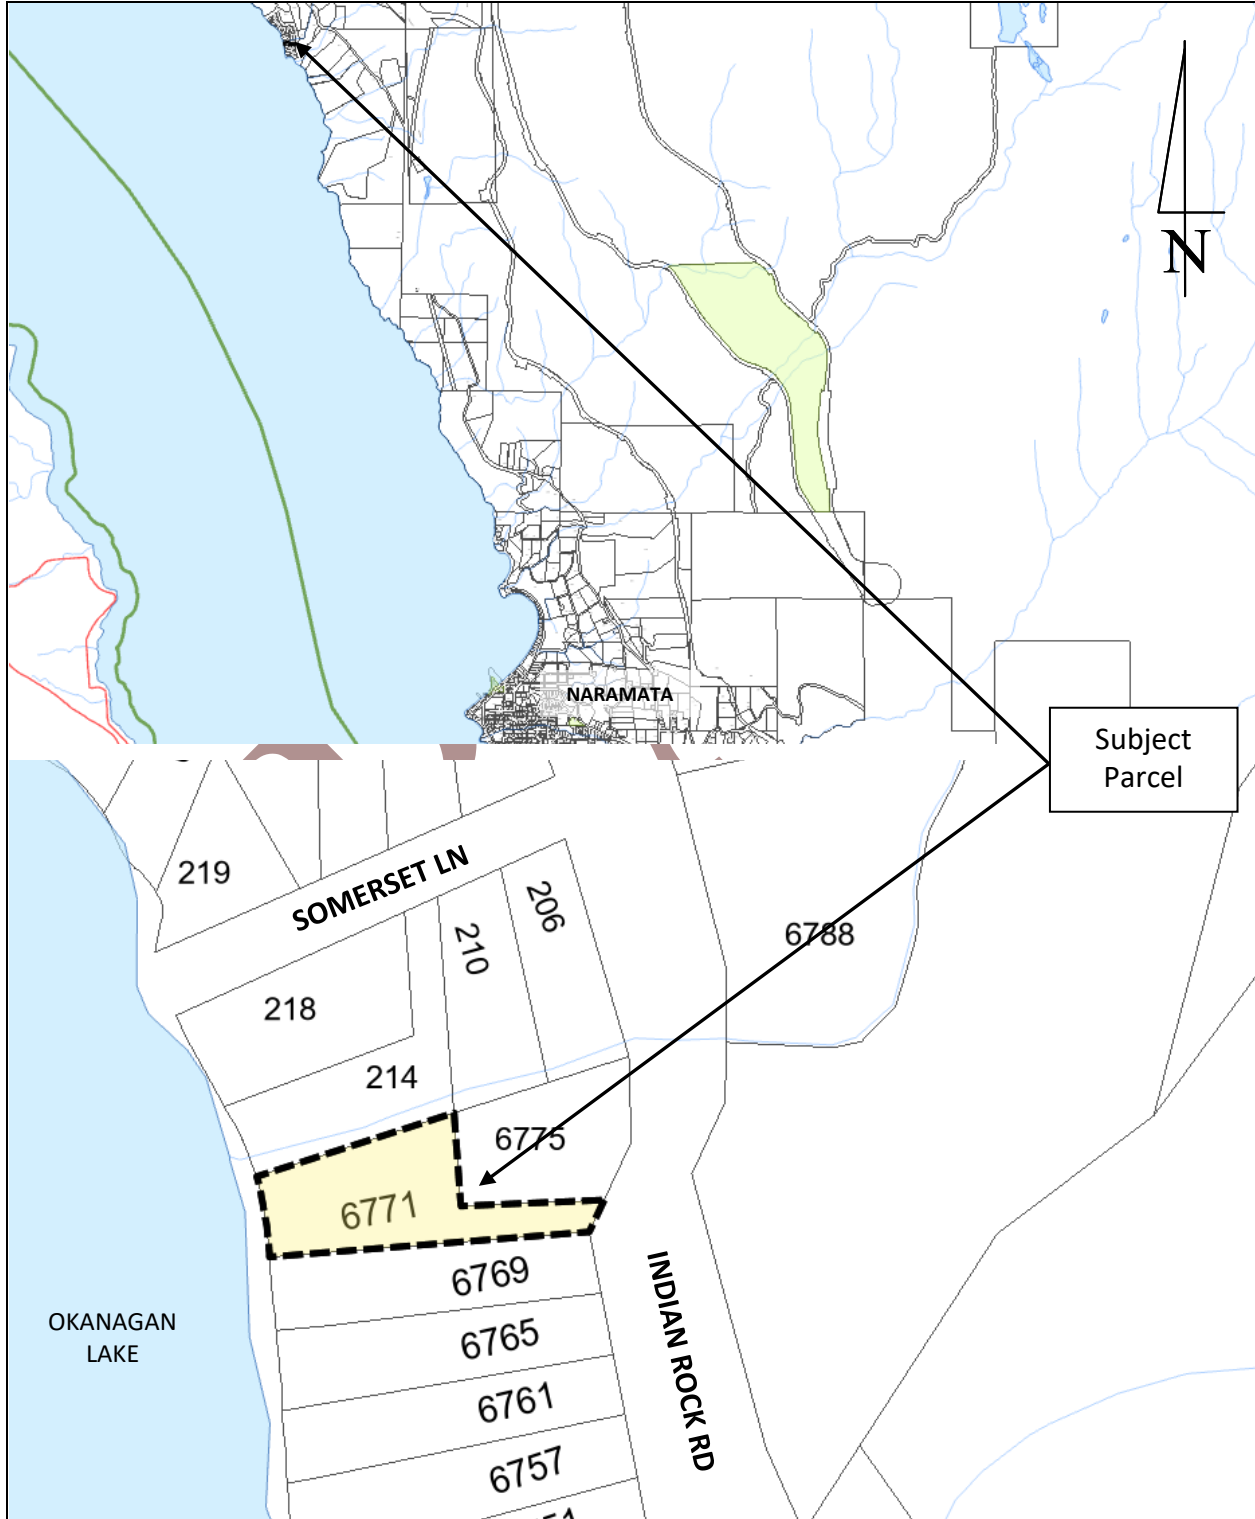 N
NARAMATA
Subject
Parcel
219
SOMERSET LN
206
210
6788
218
214
6775
6771
6769
INDIAN ROCK RD
OKANAGAN
LAKE
6765
6761
6757